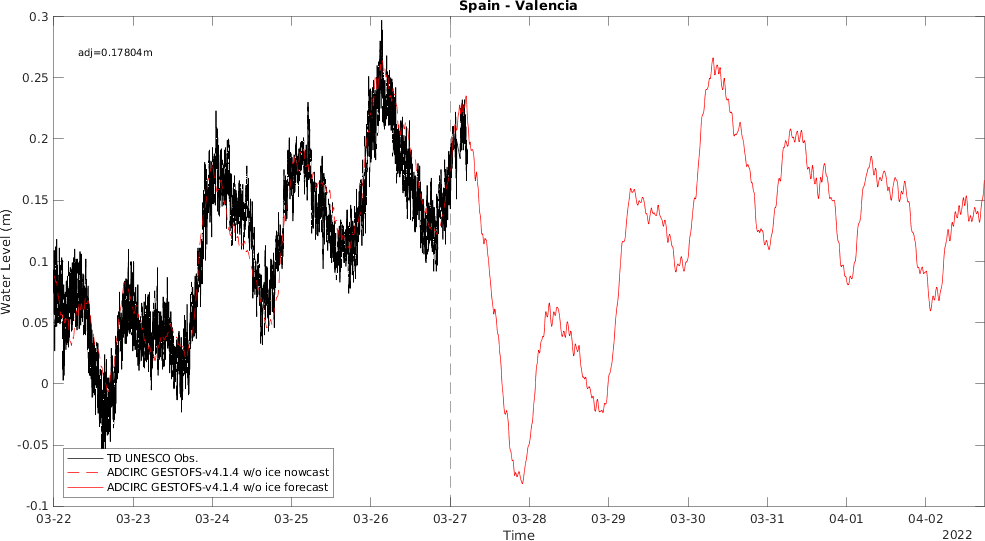 Spain - Valencia
adj=0.17804m
0.3
0.25
0.2
0.15
0.1
0.05
0
-0.05
-0.1
Water Level (m)
TD UNESCO Obs.
ADCIRC GESTOFS-v4.1.4 w/o ice nowcast
ADCIRC GESTOFS-v4.1.4 w/o ice forecast
03-22 03-23 03-24 03-25 03-26 03-27 03-28 03-29 03-30 03-31 04-01 04-02
Time
2022